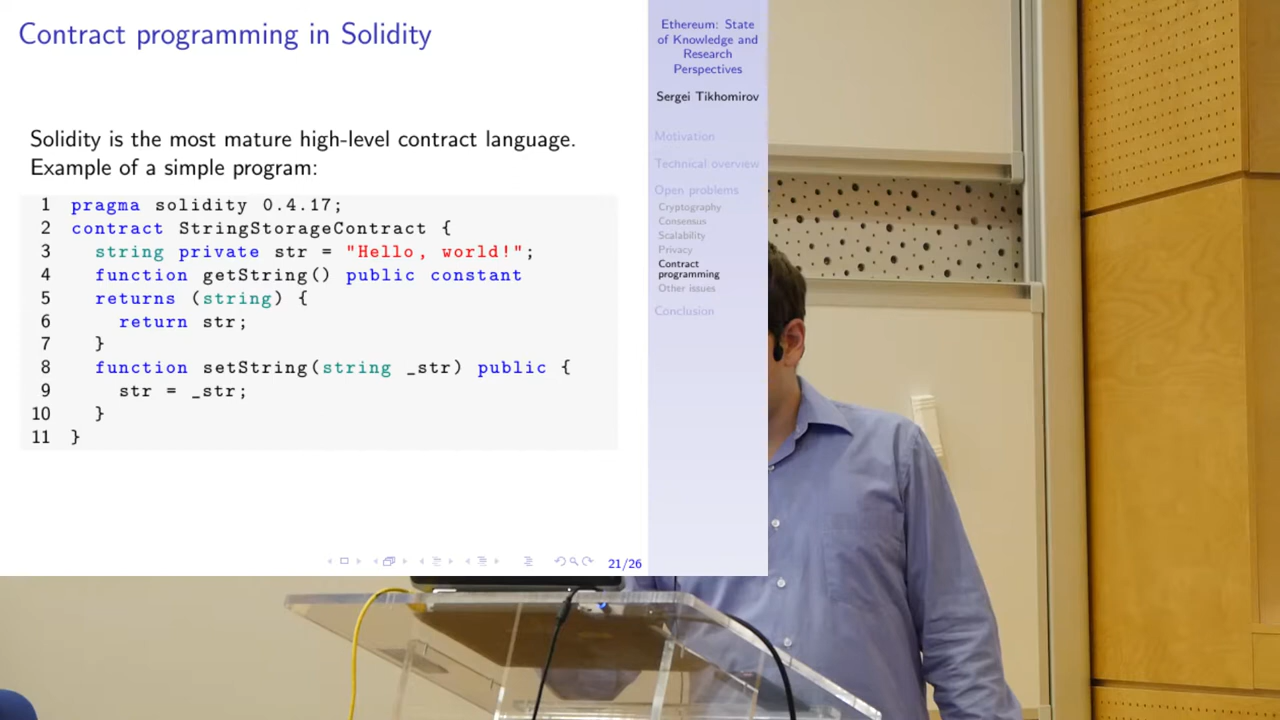 Contract programming in Solidity
Solidity is the most mature high-level contract language.
Example of a simple program:
1 pragma solidity 0.4.17;
2 contract StringStorageContract {
3 string private str = "Hello, world!";
4 function getString() public constant
5 returns (string) {
6 return str;
7 }
8 function setString(string _str) public {
9 str = _str;
10 }
11 }
21/26
Ethereum: State
of Knowledge and
Research
Perspectives
Sergei Tikhomirov
Motivation
Technical overview
Open problems
Cryptography
Consensus
Scalability
Privacy
Contract
programming
Other issues
Conclusion